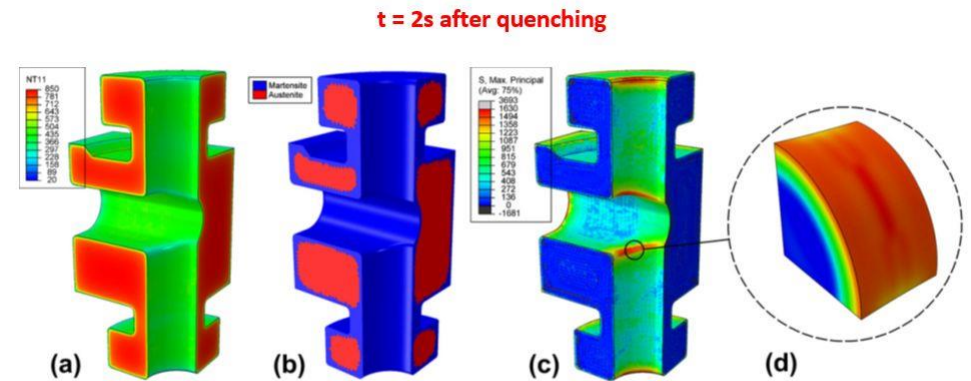 t = 2s after quenching
NT11
850
781
712
643
573
504
435
366
297
228
158
89
20
Martensite
Austenite
S, Max. Principal
(Avg: 75%)
3693
1630
1494
1358
1223
1087
951
815
679
543
408
272
136
0
-1681
(a)
(b)
(c)
(d)